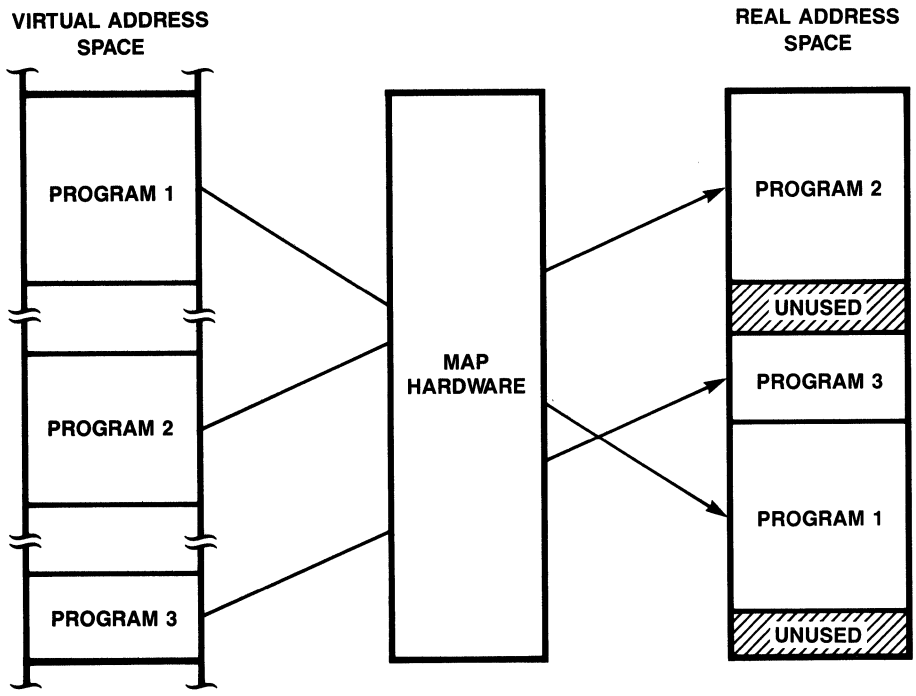 VIRTUAL ADDRESS
SPACE
PROGRAM 1
PROGRAM 2
PROGRAM 3
MAP
HARDWARE
REAL ADDRESS
SPACE
PROGRAM 2
UNUSED
PROGRAM 3
PROGRAM 1
UNUSED